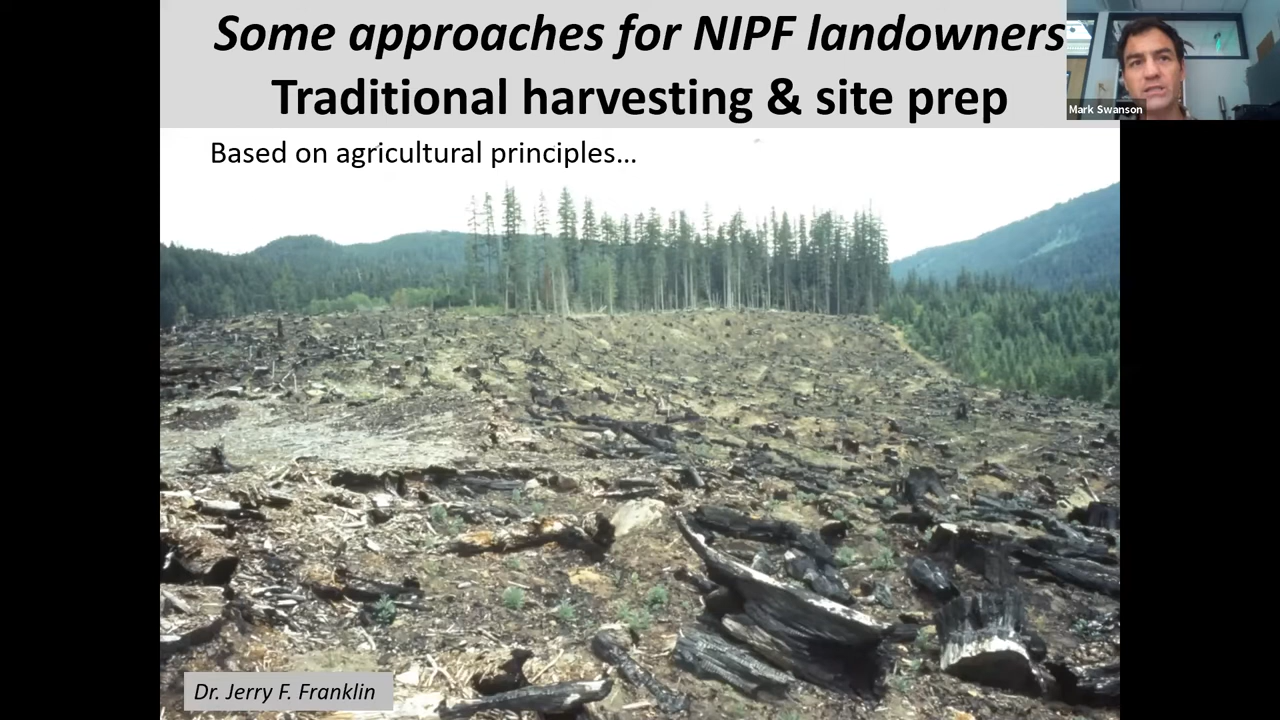 Some approaches for NIPF landowners
Traditional harvesting & site prep
Mark Swanson
Based on agricultural principles...
Dr. Jerry F. Franklin